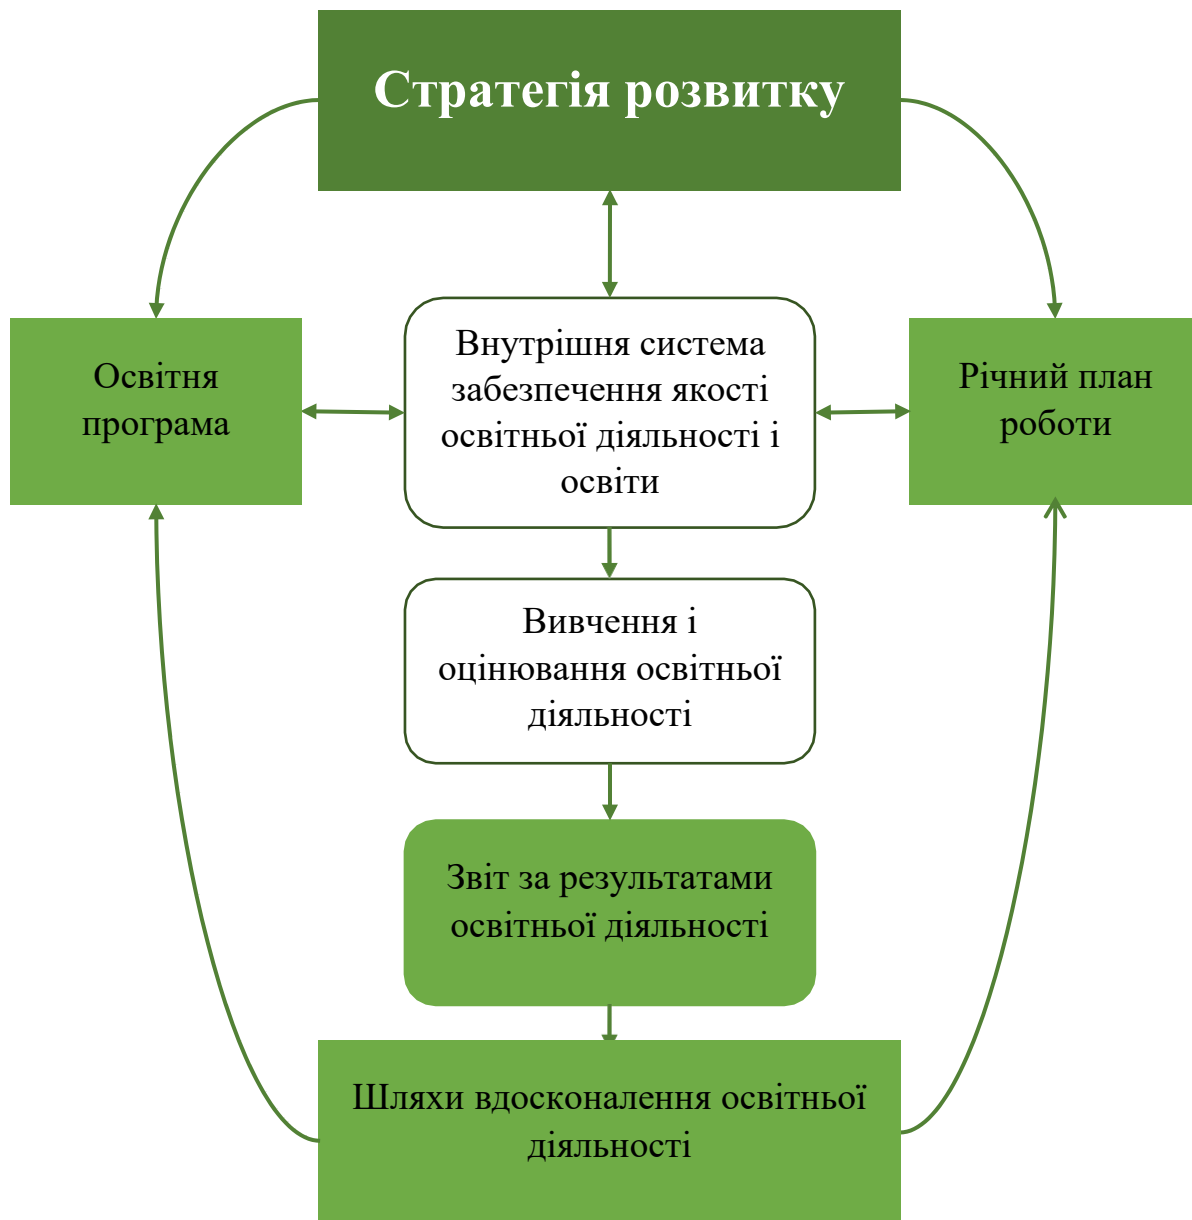 Стратегія розвитку
Освітня
програма
Внутрішня система
забезпечення якості
освітньої діяльності і
освіти
Річний план
роботи
Вивчення і
оцінювання освітньої
діяльності
Звіт за результатами
освітньої діяльності
Шляхи вдосконалення освітньої
діяльності